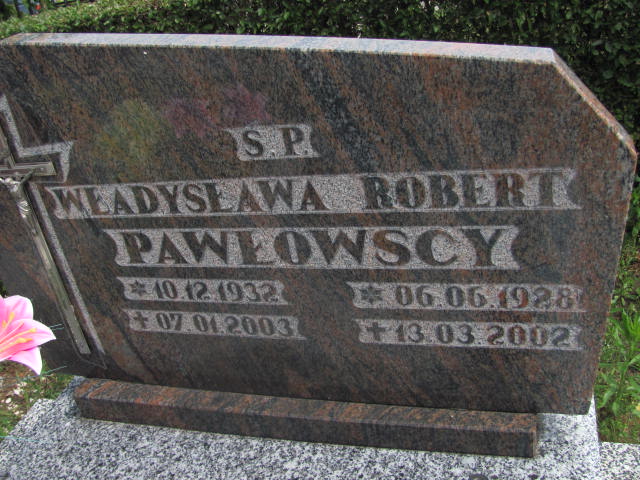 S.P.
WŁADYSŁAWA ROBERT
PAWŁOWSCY
* 10.12.1932 * 06.06.1928
+ 07.01.2003 + 13.03.2002